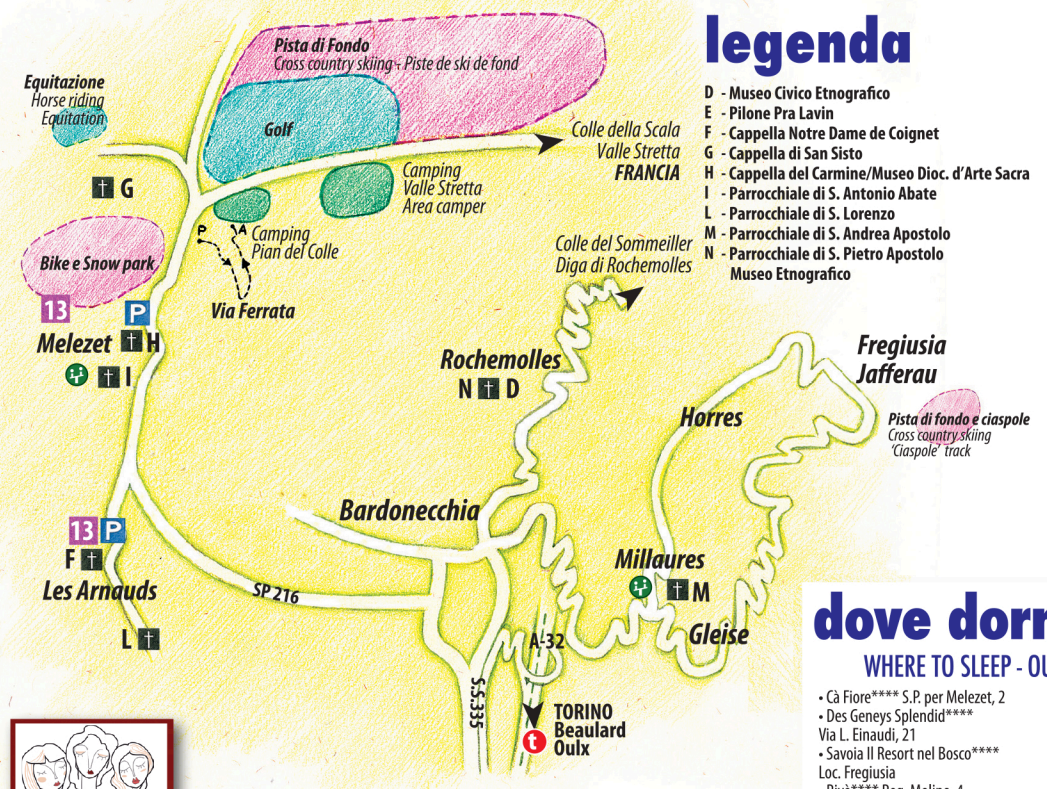 Pista di Fondo
Cross country skiing - Piste de ski de fond
Equitazione
Horse riding
Equitation
Golf
Colle della Scala
Valle Stretta
FRANCIA
Camping
Valle Stretta
Area camper
G
P
A
Camping
Pian del Colle
Bike e Snow park
Via Ferrata
13
P
Melezet
H
I
Colle del Sommeiller
Diga di Rochemolles
Rochemolles
N
D
Fregiusia
Jafferau
Horres
Pista di fondo e ciaspole
Cross country skiing
'Ciaspole' track
Bardonecchia
13 P
F
Les Arnauds
L
SP 216
Millaures
M
Gleise
A-32
S.S.335
TORINO
Beaulard
Oulx
t
legenda
D - Museo Civico Etnografico
E - Pilone Pra Lavin
F - Cappella Notre Dame de Coignet
G - Cappella di San Sisto
H - Cappella del Carmine/Museo Dioc. d'Arte Sacra
I - Parrocchiale di S. Antonio Abate
L - Parrocchiale di S. Lorenzo
M - Parrocchiale di S. Andrea Apostolo
N - Parrocchiale di S. Pietro Apostolo
Museo Etnografico
dove dorm
WHERE TO SLEEP - OU
• Cà Fiore**** S.P. per Melezet, 2
• Des Geneys Splendid****
Via L. Einaudi, 21
• Savoia Il Resort nel Bosco****
Loc. Fregiusia